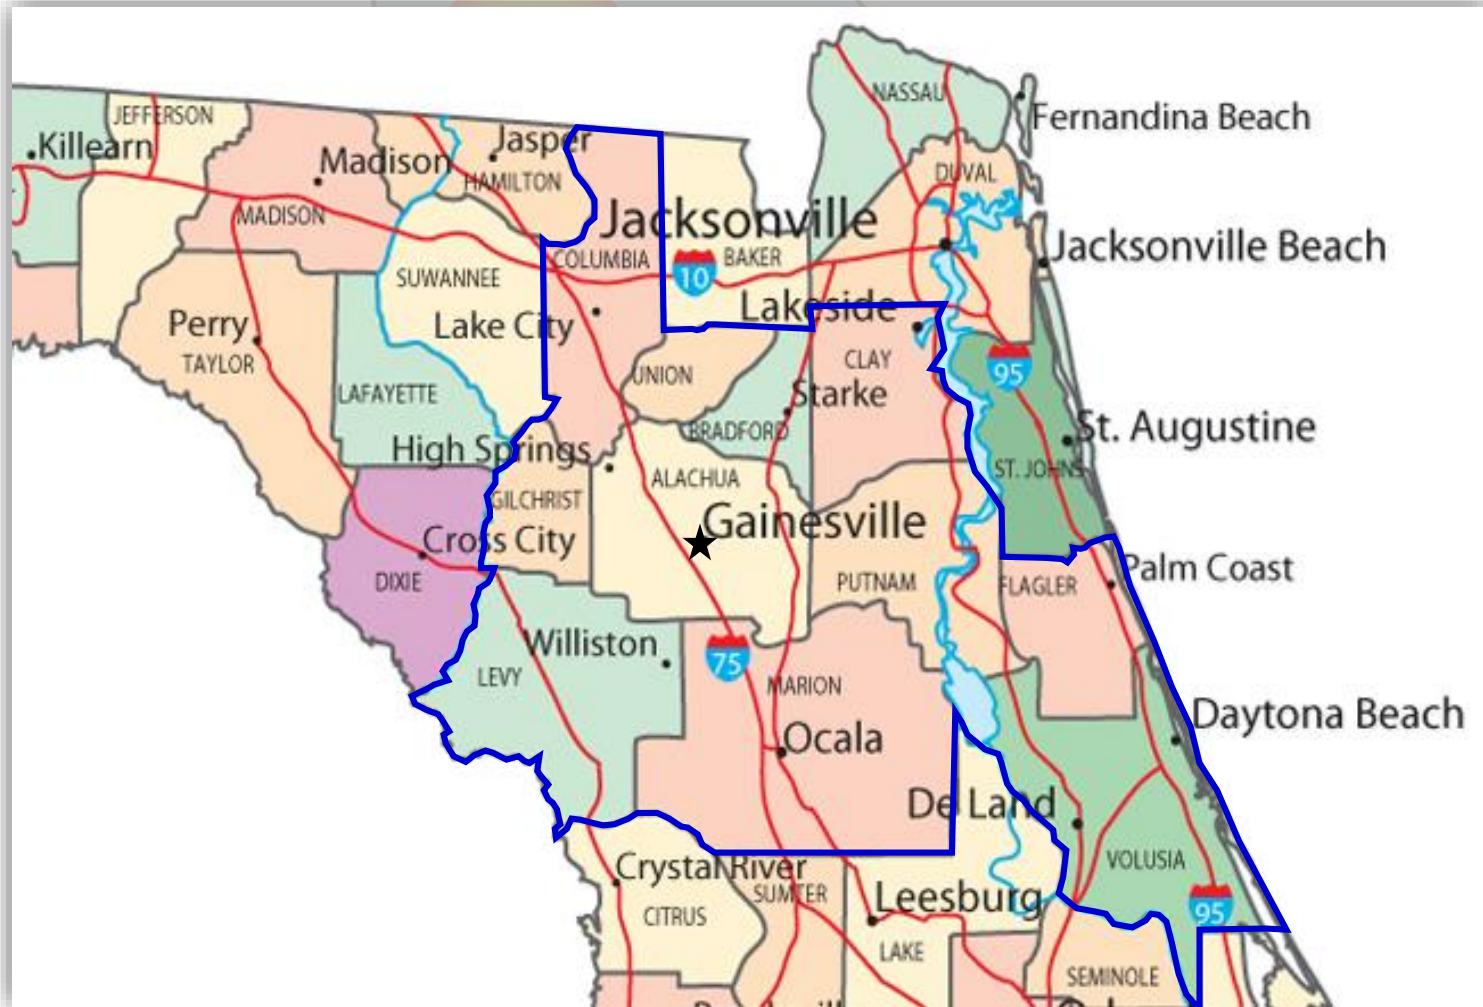 NASSAU
JEFFERSON
Fernandina Beach
Killearn
Jasper
Madison
DUVAL
HAMILTON
MADISON
Jacksonville
Jacksonville Beach
COLUMBIA
BAKER
SUWANNEE
10
Lakeside
Perry
Lake City
TAYLOR
CLAY
95
UNION
LAFAYETTE
Starke
St. Augustine
BRADFORD
High Springs
ST. JOHNS
ALACHUA
GILCHRIST
Gainesville
Cross City
Palm Coast
DIXIE
PUTNAM
FLAGLER
Williston
75
LEVY
MARION
Daytona Beach
Ocala
De Land
VOLUSIA
Crystal River
SUMTER
Leesburg
95
CITRUS
LAKE
SEMINOLE